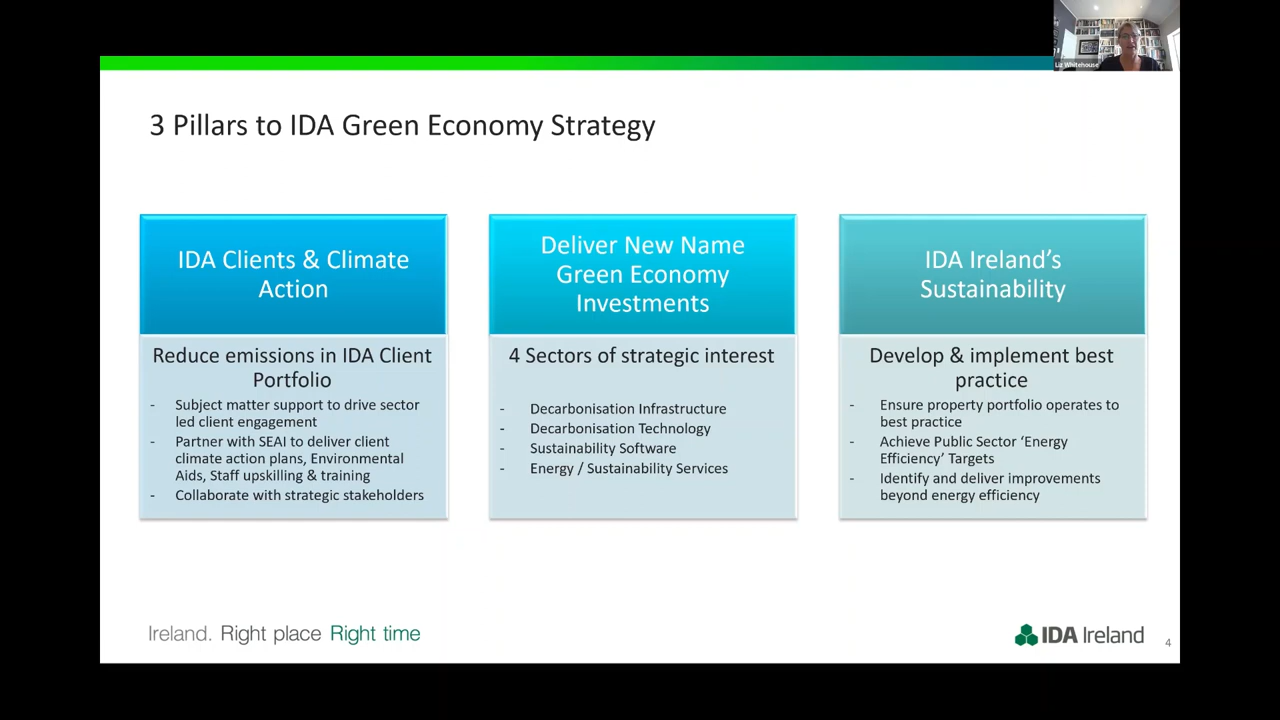 Liz Whitehouse
3 Pillars to IDA Green Economy Strategy
IDA Clients & Climate
Action
Reduce emissions in IDA Client
Portfolio
- Subject matter support to drive sector
led client engagement
- Partner with SEAI to deliver client
climate action plans, Environmental
Aids, Staff upskilling & training
- Collaborate with strategic stakeholders
Deliver New Name
Green Economy
Investments
4 Sectors of strategic interest
- Decarbonisation Infrastructure
- Decarbonisation Technology
- Sustainability Software
- Energy / Sustainability Services
IDA Ireland’s
Sustainability
Develop & implement best
practice
- Ensure property portfolio operates to
best practice
- Achieve Public Sector ‘Energy
Efficiency’ Targets
- Identify and deliver improvements
beyond energy efficiency
Ireland. Right place Right time
IDA Ireland
4